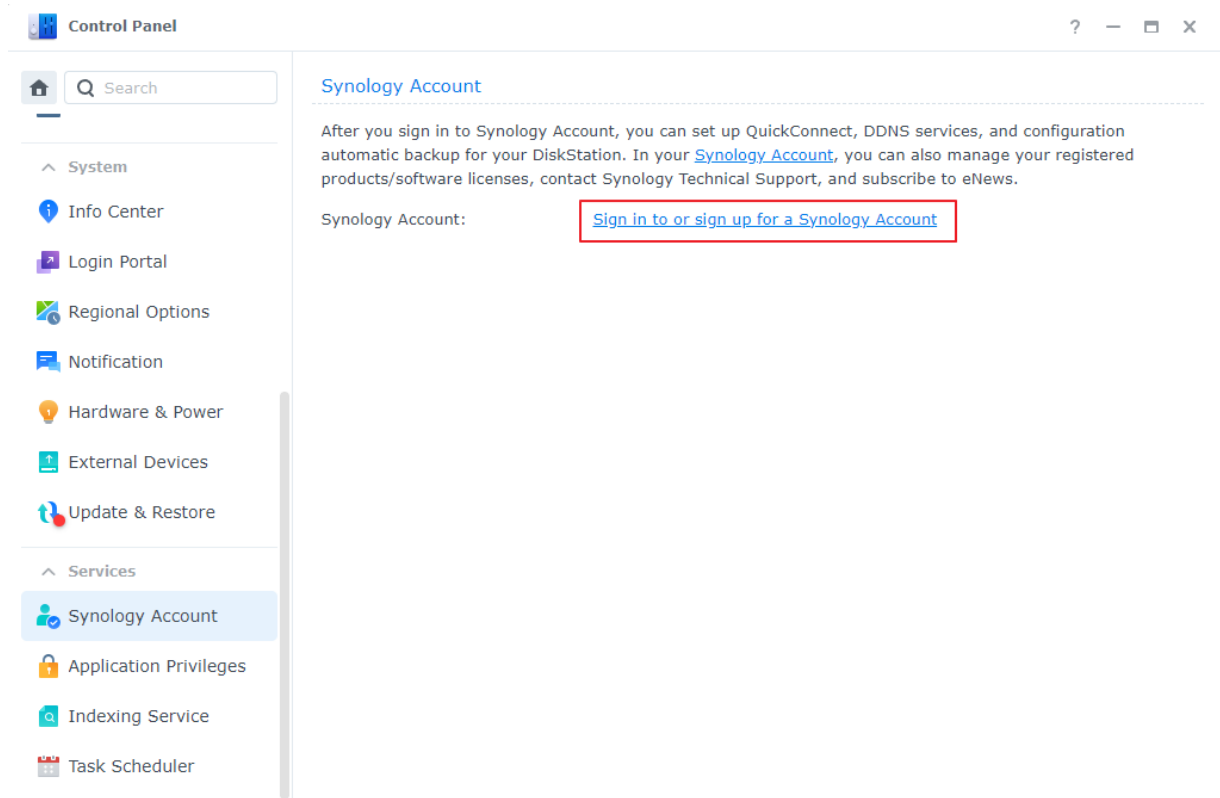 Control Panel
Search
System
Info Center
Login Portal
Regional Options
Notification
Hardware & Power
External Devices
Update & Restore
Services
Synology Account
Application Privileges
Indexing Service
Task Scheduler
Synology Account
After you sign in to Synology Account, you can set up QuickConnect, DDNS services, and configuration
automatic backup for your DiskStation. In your Synology Account, you can also manage your registered
products/software licenses, contact Synology Technical Support, and subscribe to eNews.
Synology Account: Sign in to or sign up for a Synology Account